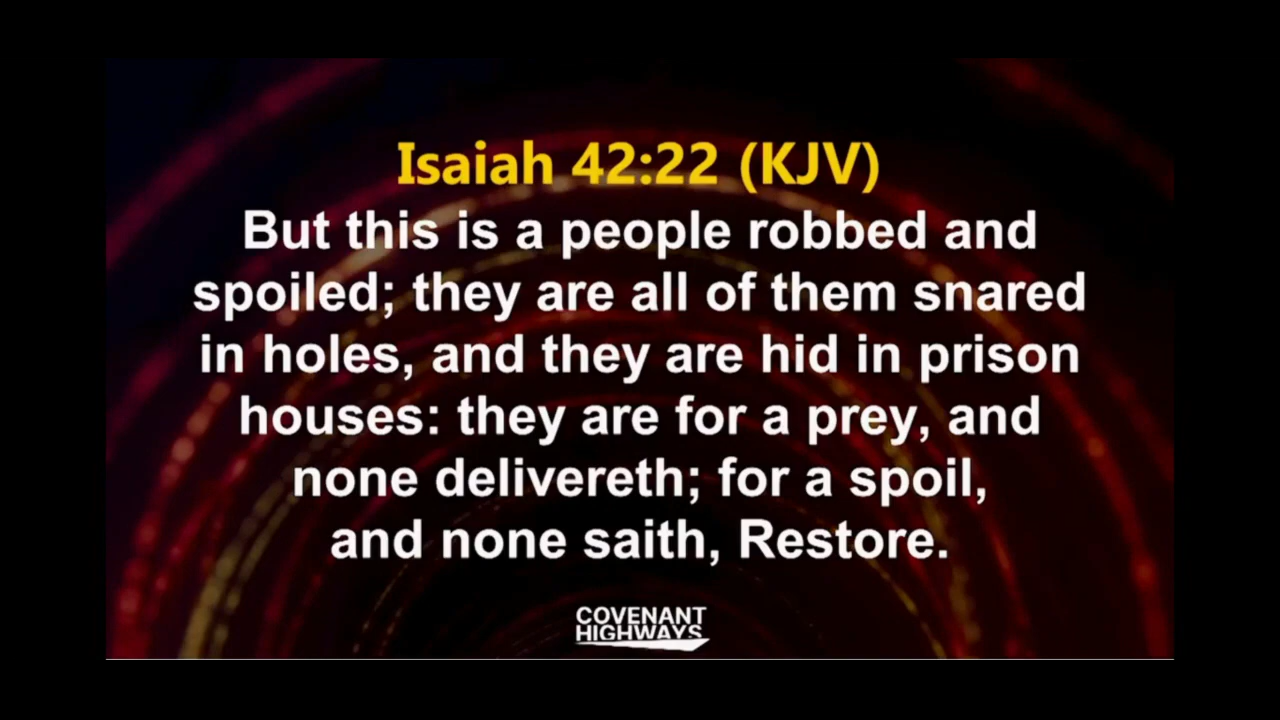 Isaiah 42:22 (KJV)
But this is a people robbed and
spoiled; they are all of them snared
in holes, and they are hid in prison
houses: they are for a prey, and
none delivereth; for a spoil,
and none saith, Restore.
COVENANT
HIGHWAYS